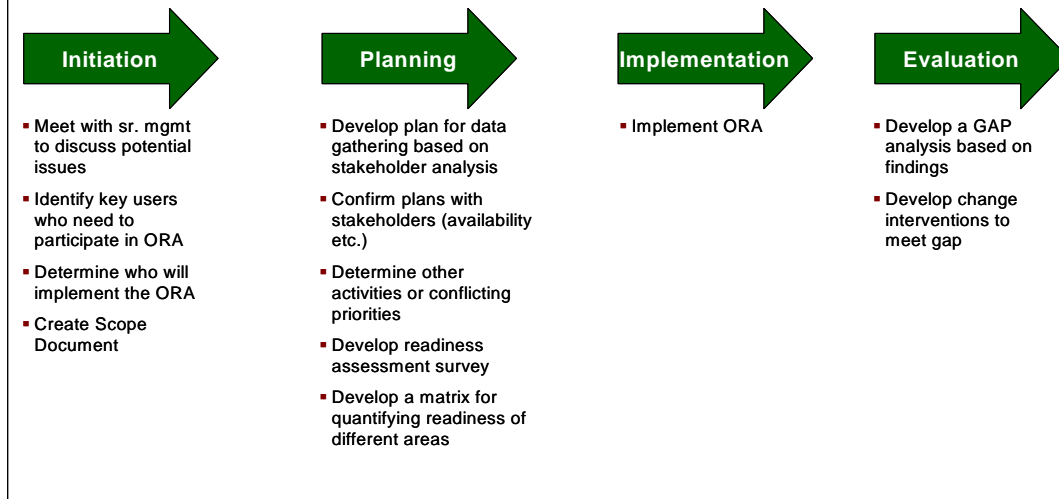 Initiation
▪ Meet with sr. mgmt
to discuss potential
issues
▪ Identify key users
who need to
participate in ORA
▪ Determine who will
implement the ORA
▪ Create Scope
Document
Planning
▪ Develop plan for data
gathering based on
stakeholder analysis
▪ Confirm plans with
stakeholders (availability
etc.)
▪ Determine other
activities or conflicting
priorities
▪ Develop readiness
assessment survey
▪ Develop a matrix for
quantifying readiness of
different areas
Implementation
▪ Implement ORA
Evaluation
▪ Develop a GAP
analysis based on
findings
▪ Develop change
interventions to
meet gap